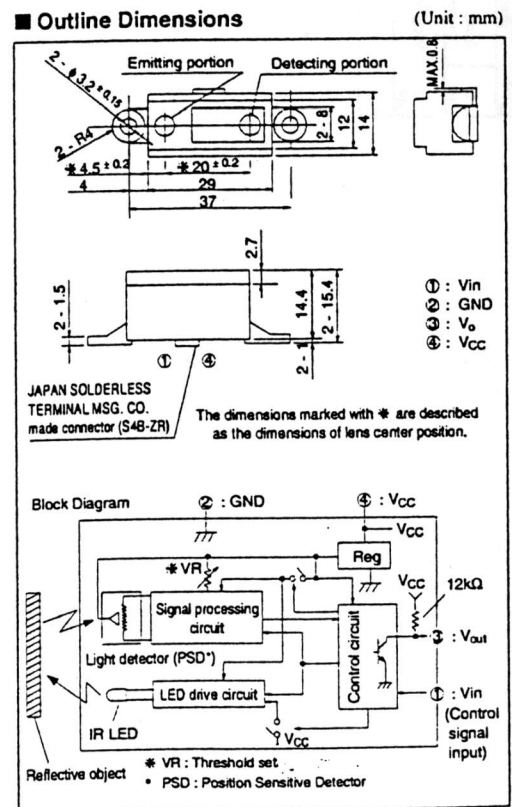 ■ Outline Dimensions (Unit : mm)
2 - φ3.2 ±0.15
Emitting portion
Detecting portion
MAX.0.8
2 - R4
✱ 4.5 ±0.2
✱20 ±0.2
2 - 8
12
14
4
29
37
2.7
2 - 1.5
14.4
2 - 15.4
2 - 1
① ④
① : Vin
② : GND
③ : Vo
④ : VCC
JAPAN SOLDERLESS
TERMINAL MSG. CO.
made connector (S4B-ZR)
The dimensions marked with ✱ are described
as the dimensions of lens center position.
Block Diagram
② : GND
④ : VCC
VCC
Reg
✱ VR
VCC
12kΩ
Signal processing
circuit
Control circuit
③ : Vout
Light detector (PSD*)
LED drive circuit
① : Vin
(Control
signal
input)
IR LED
VCC
Reflective object
✱ VR : Threshold set
• PSD : Position Sensitive Detector